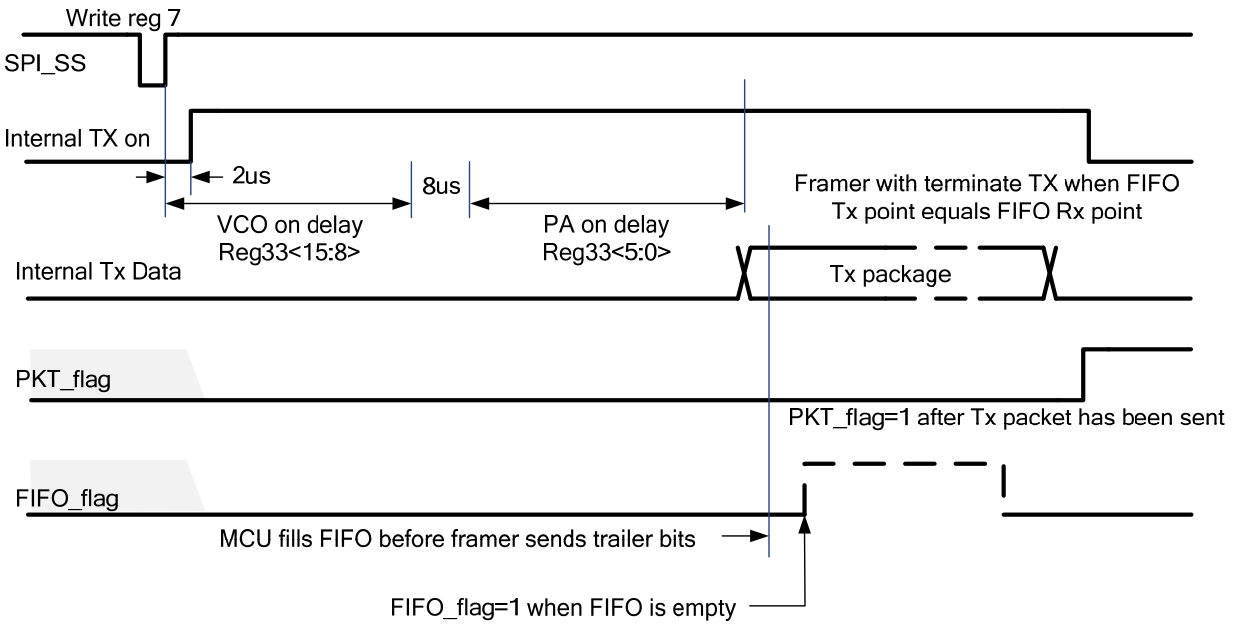 Write reg 7
SPI_SS
Internal TX on
2us
8us
VCO on delay
Reg33<15:8>
PA on delay
Reg33<5:0>
Framer with terminate TX when FIFO
Tx point equals FIFO Rx point
Internal Tx Data
Tx package
PKT_flag
PKT_flag=1 after Tx packet has been sent
FIFO_flag
MCU fills FIFO before framer sends trailer bits
FIFO_flag=1 when FIFO is empty